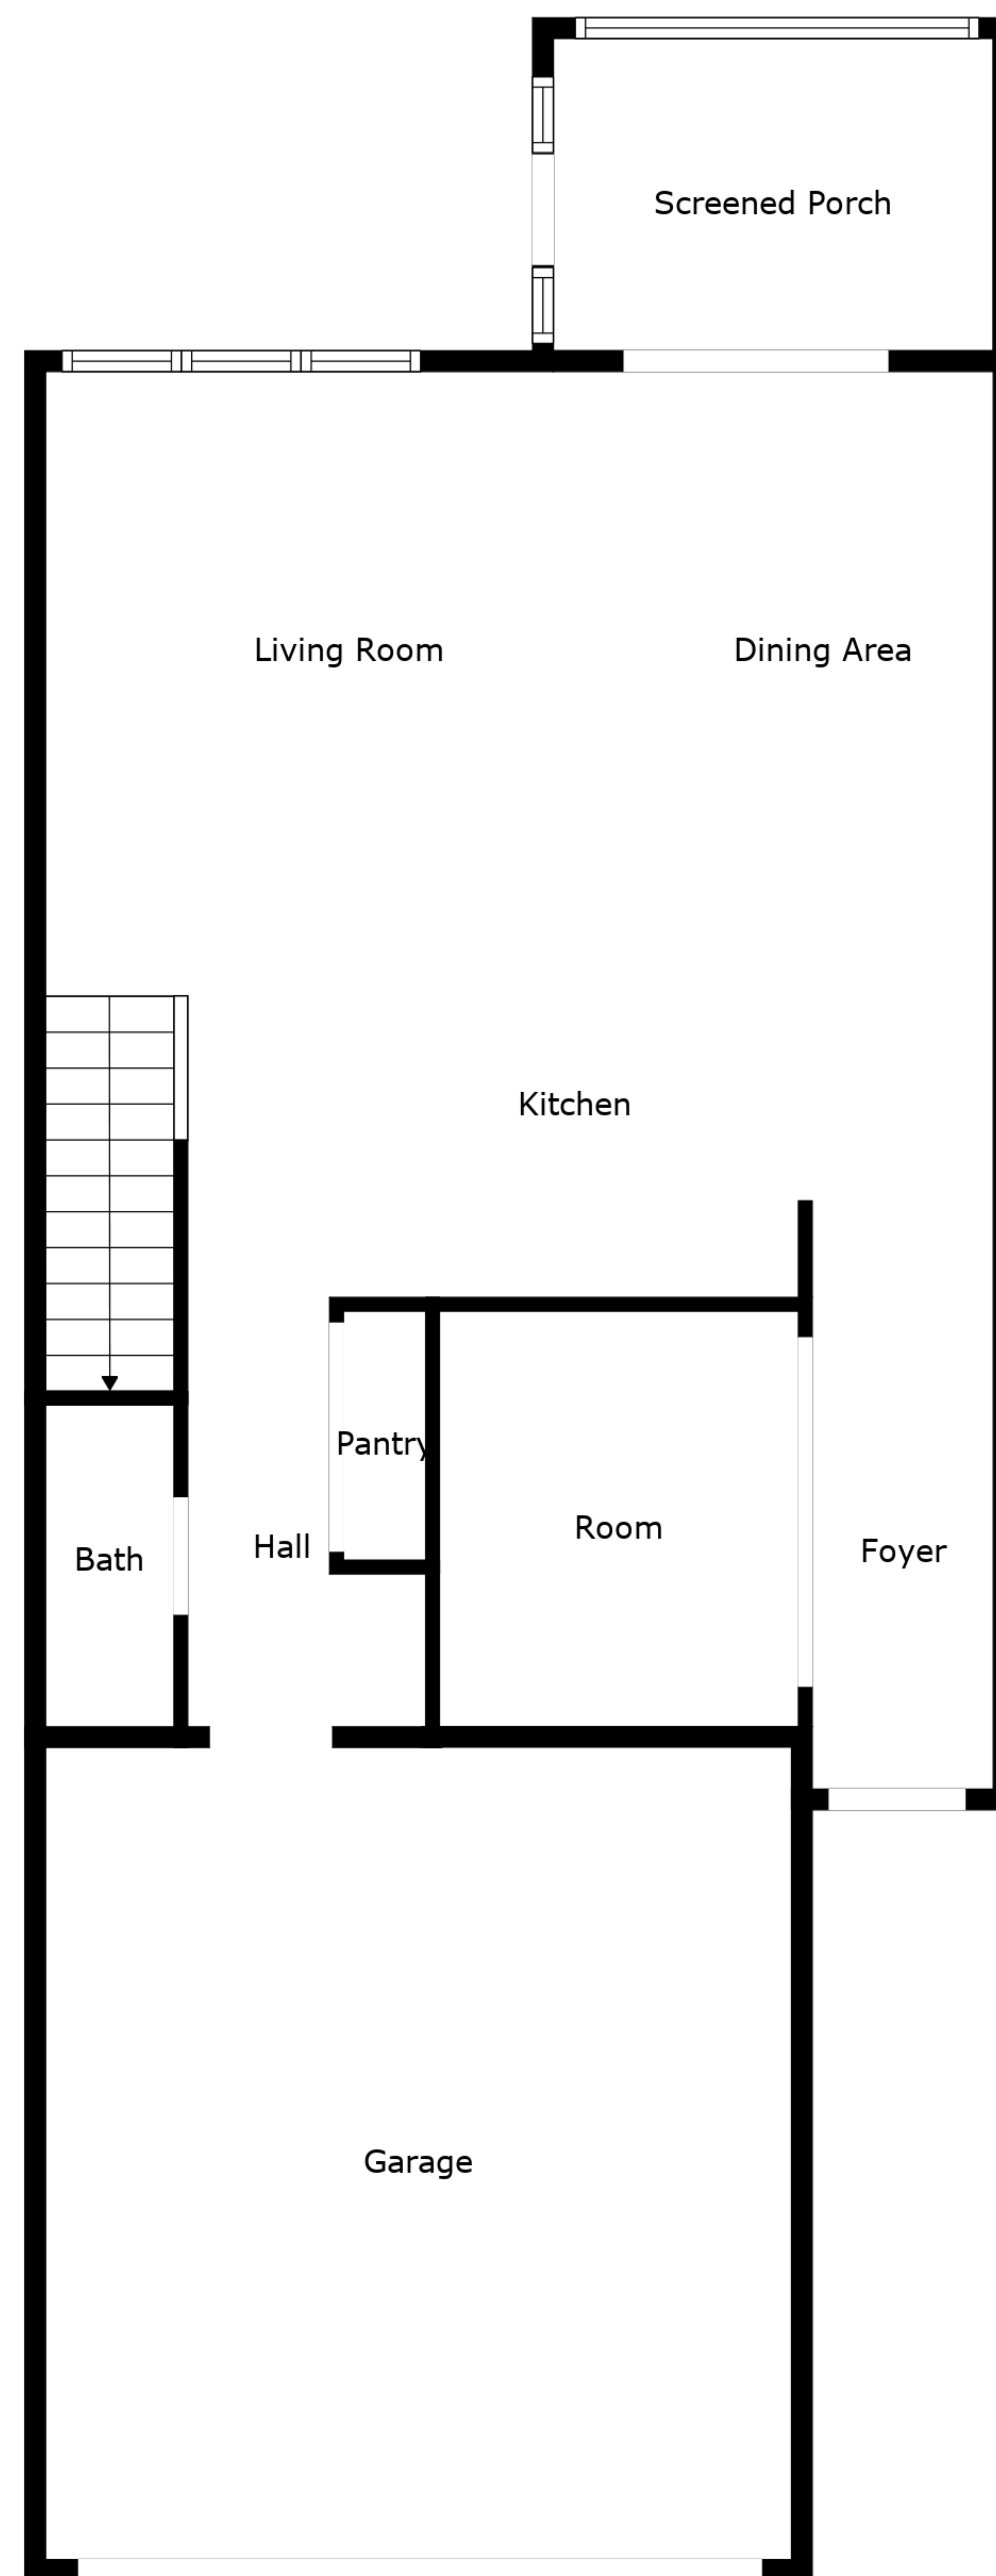 Screened Porch
Living Room
Dining Area
Kitchen
Pantry
Room
Hall
Foyer
Bath
Garage